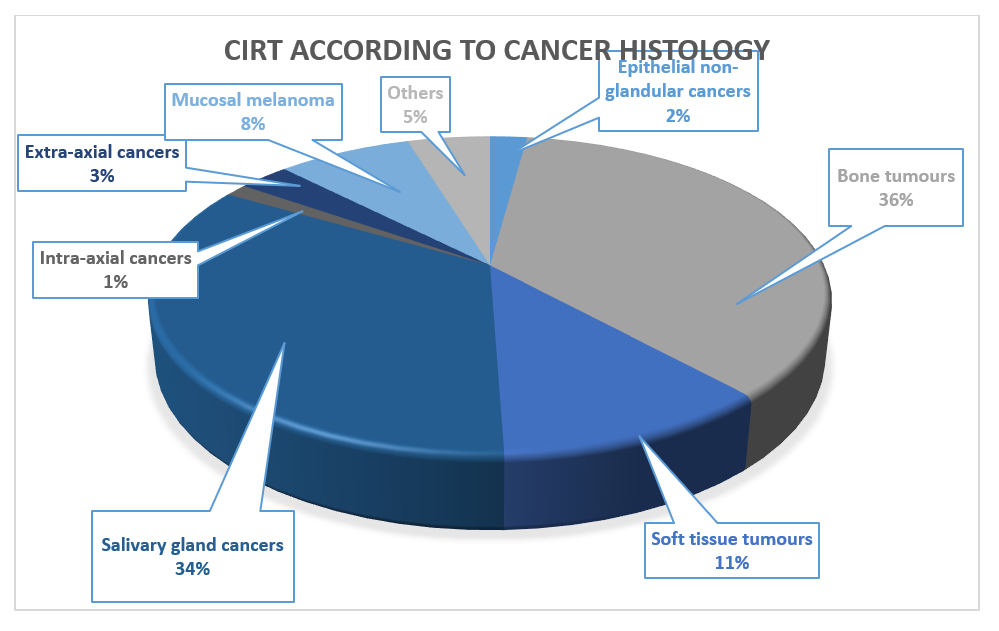 CIRT ACCORDING TO CANCER HISTOLOGY
Epithelial non-
glandular cancers
2%
Others
5%
Mucosal melanoma
8%
Extra-axial cancers
3%
Bone tumours
36%
Intra-axial cancers
1%
Salivary gland cancers
34%
Soft tissue tumours
11%